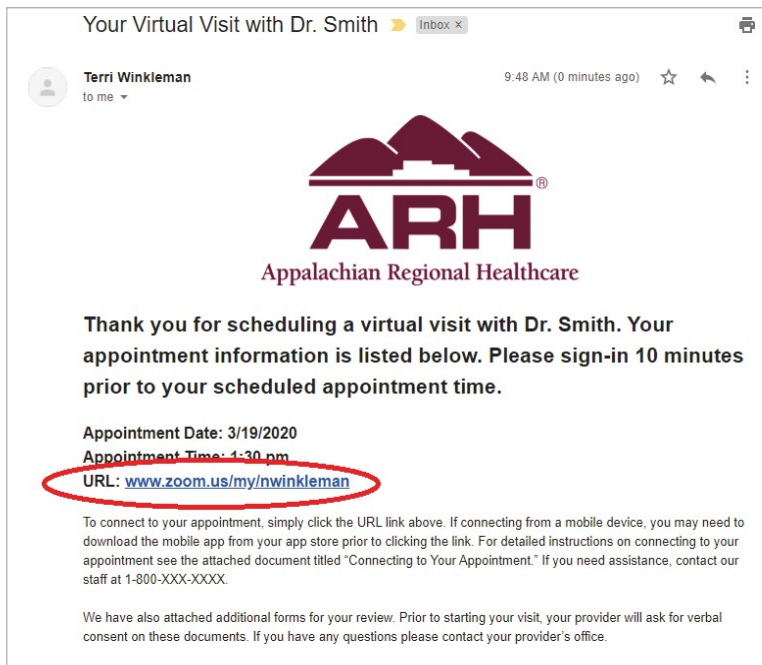 Your Virtual Visit with Dr. Smith Inbox ×
Terri Winkleman 9:48 AM (0 minutes ago)
to me
ARH®
Appalachian Regional Healthcare
Thank you for scheduling a virtual visit with Dr. Smith. Your
appointment information is listed below. Please sign-in 10 minutes
prior to your scheduled appointment time.
Appointment Date: 3/19/2020
Appointment Time: 1:30 pm
URL: www.zoom.us/my/nwinkleman
To connect to your appointment, simply click the URL link above. If connecting from a mobile device, you may need to
download the mobile app from your app store prior to clicking the link. For detailed instructions on connecting to your
appointment see the attached document titled “Connecting to Your Appointment.” If you need assistance, contact our
staff at 1-800-XXX-XXXX.
We have also attached additional forms for your review. Prior to starting your visit, your provider will ask for verbal
consent on these documents. If you have any questions please contact your provider’s office.